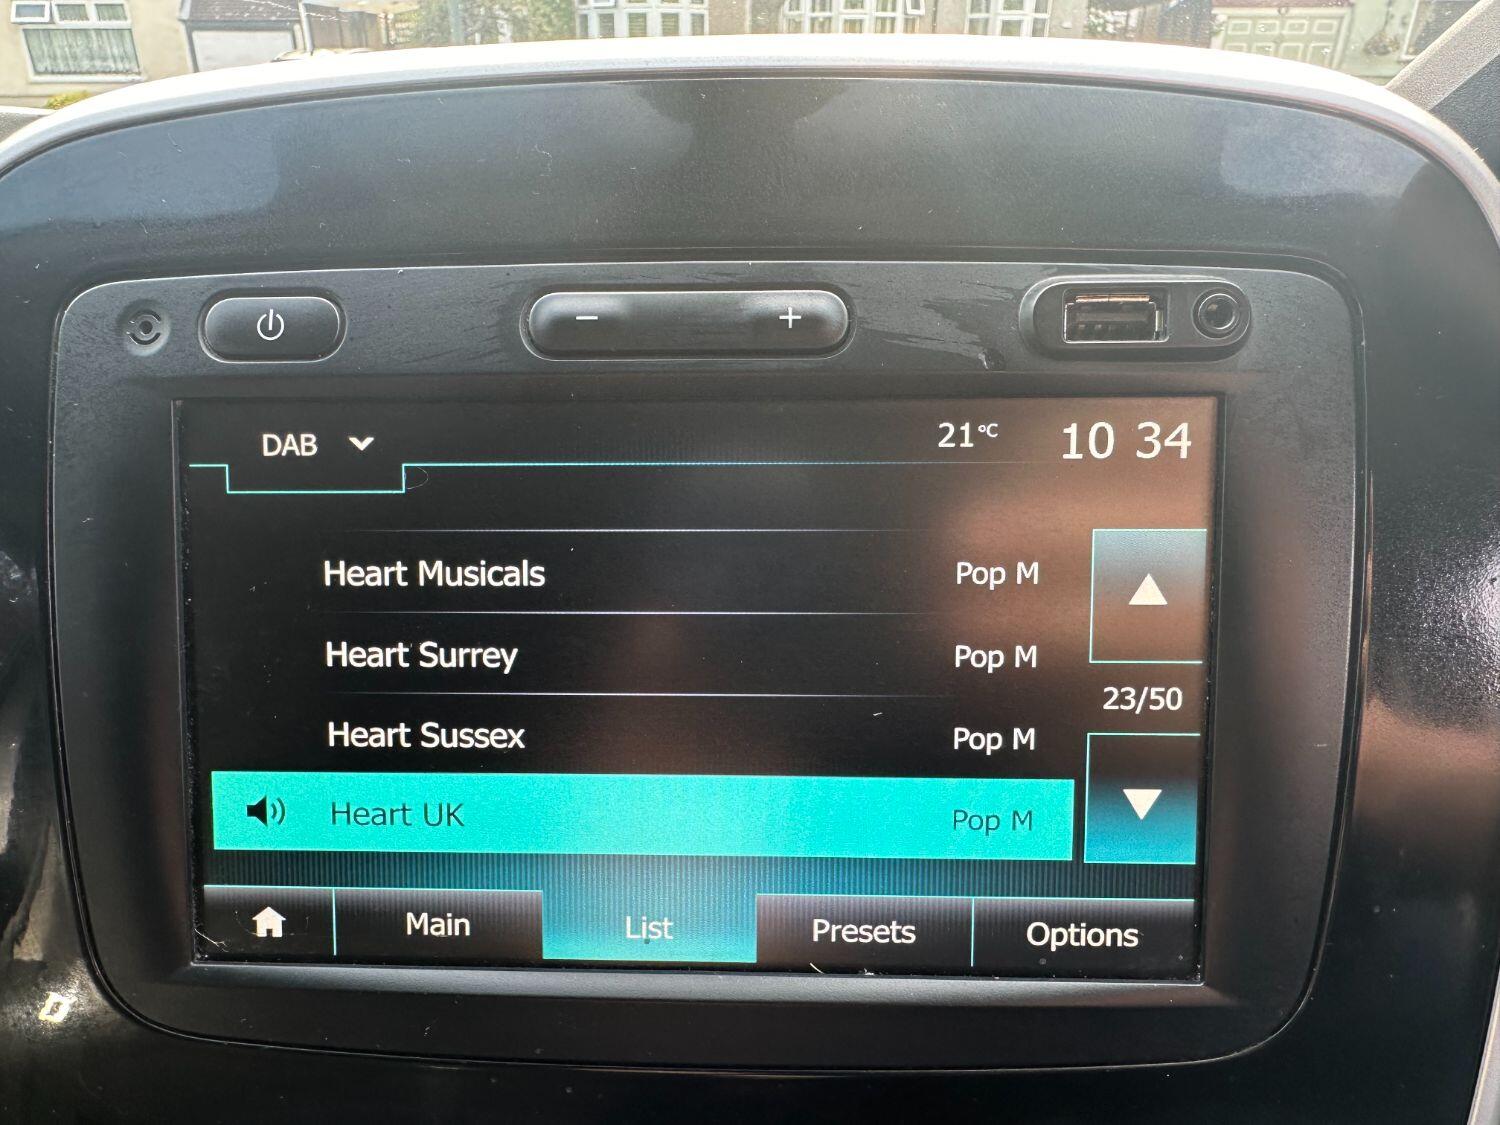 − +
DAB 21°C 10 34
Heart Musicals Pop M
Heart Surrey Pop M
23/50
Heart Sussex Pop M
Heart UK Pop M
Main List Presets Options